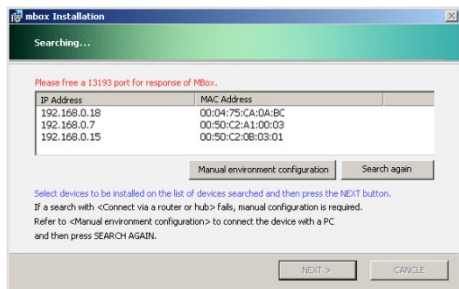 mbox Installation
Searching...
Please free a 13193 port for response of MBox.
IP Address MAC Address
192.168.0.18 00:04:75:CA:0A:BC
192.168.0.7 00:50:C2:A1:00:03
192.168.0.15 00:50:C2:0B:03:01
Manual environment configuration Search again
Select devices to be installed on the list of devices searched and then press the NEXT button.
If a search with <Connect via a router or hub> fails, manual configuration is required.
Refer to <Manual environment configuration> to connect the device with a PC
and then press SEARCH AGAIN.
NEXT > CANCLE